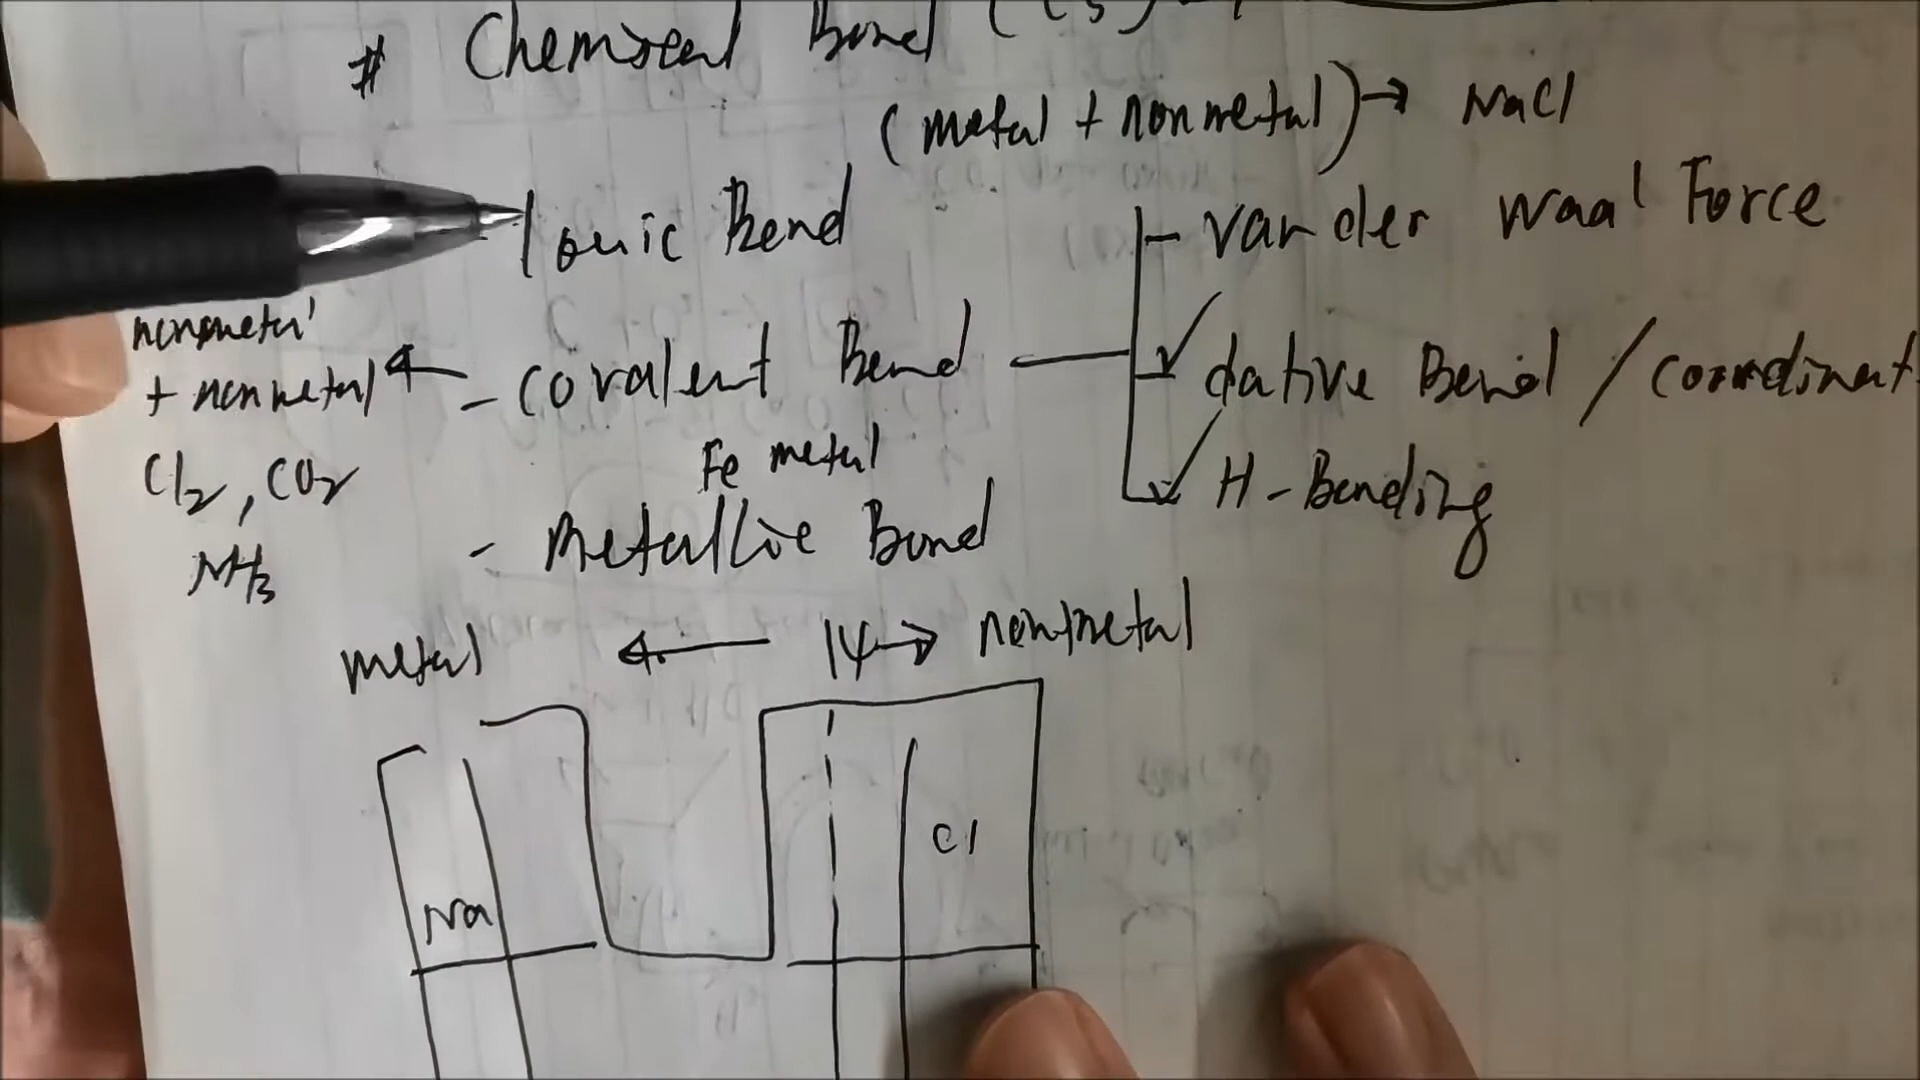 # Chemical Bond
(metal + nonmetal) → NaCl
Ionic Bond
- Van der Waal Force
nonmetal
+ nonmetal ← - Covalent Bond — dative Bond / coordinat
Cl2, CO2
NH3
Fe metal
- Metallic Bond
H-Bonding
metal ← 14 → nonmetal
Na
Cl